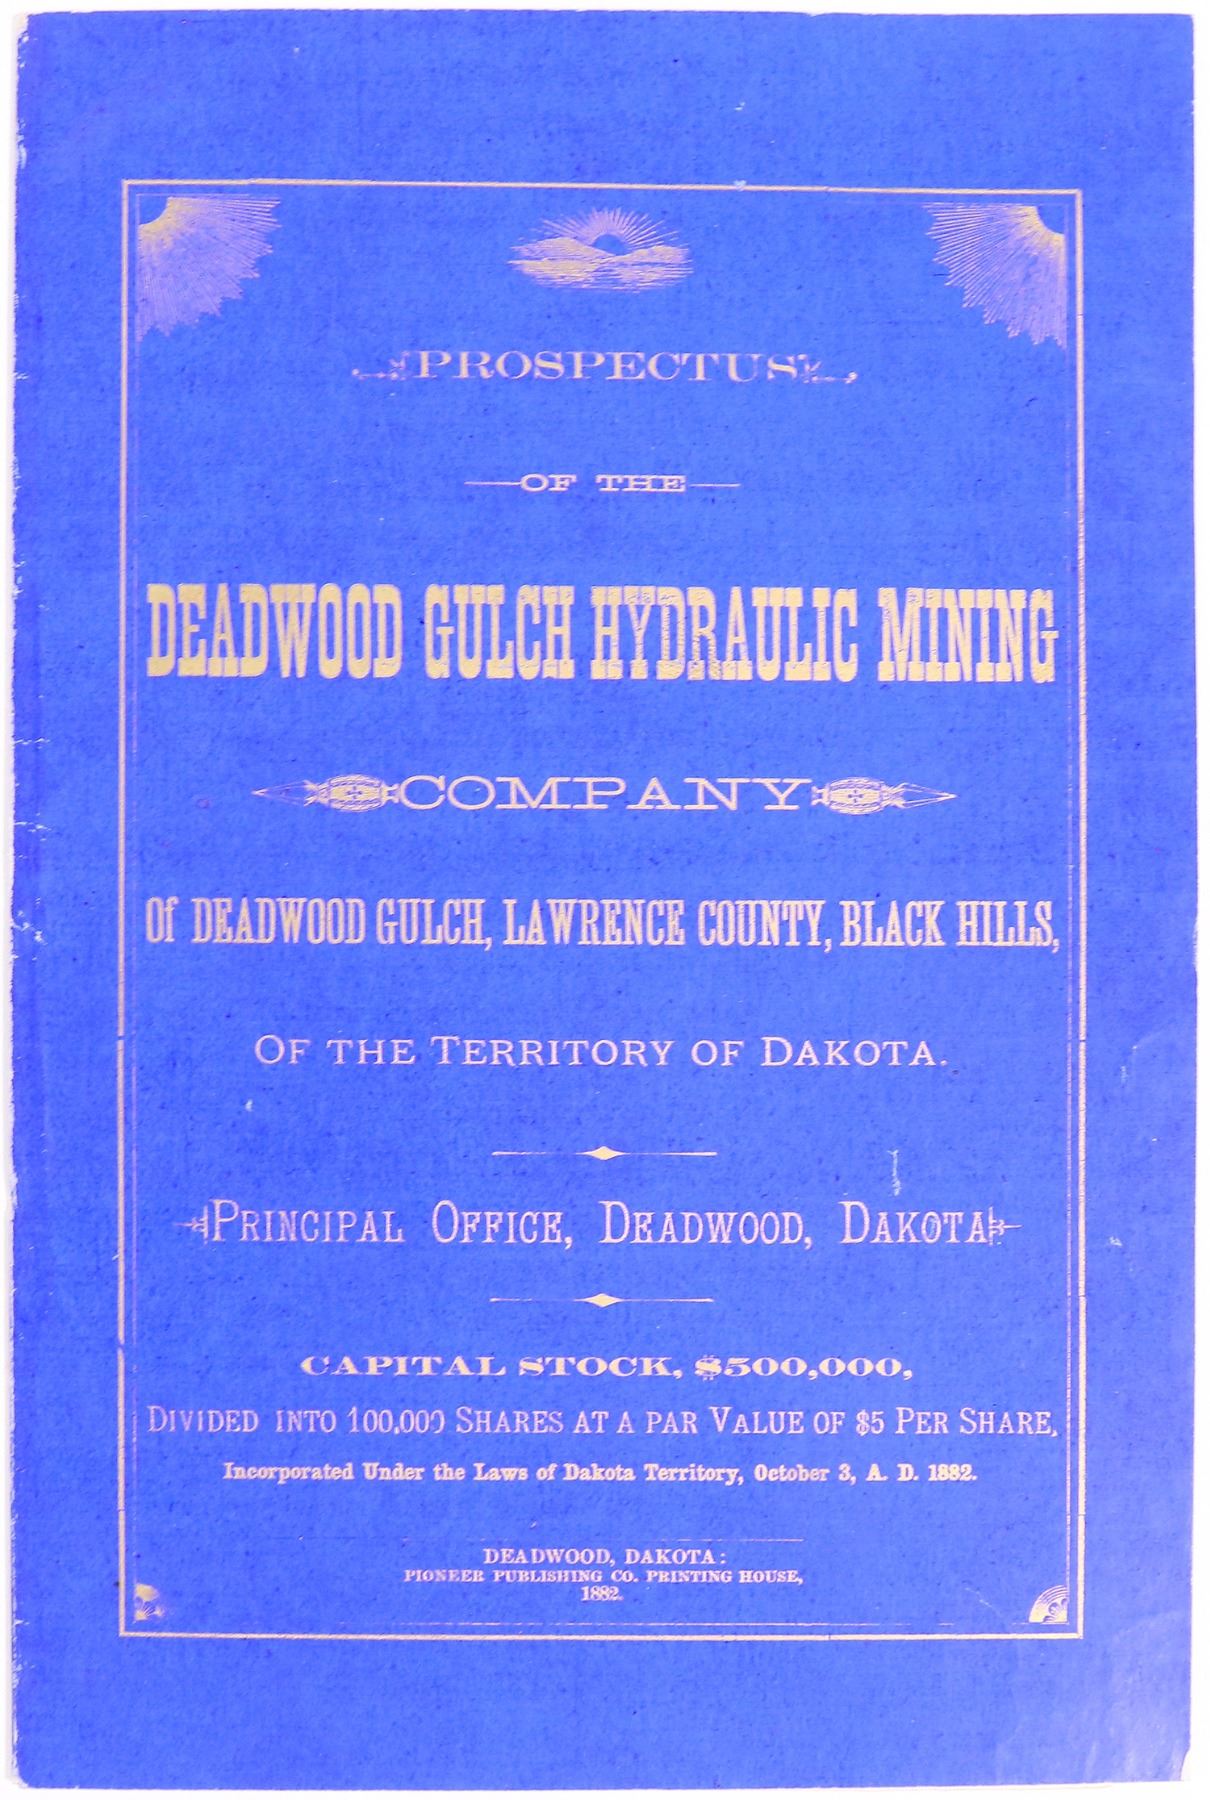 PROSPECTUS
OF THE
DEADWOOD GULCH HYDRAULIC MINING
COMPANY
Of DEADWOOD GULCH, LAWRENCE COUNTY, BLACK HILLS,
OF THE TERRITORY OF DAKOTA.
PRINCIPAL OFFICE, DEADWOOD, DAKOTA
CAPITAL STOCK, $500,000,
DIVIDED INTO 100,000 SHARES AT A PAR VALUE OF $5 PER SHARE,
Incorporated Under the Laws of Dakota Territory, October 3, A. D. 1882.
DEADWOOD, DAKOTA:
PIONEER PUBLISHING CO. PRINTING HOUSE,
1882.